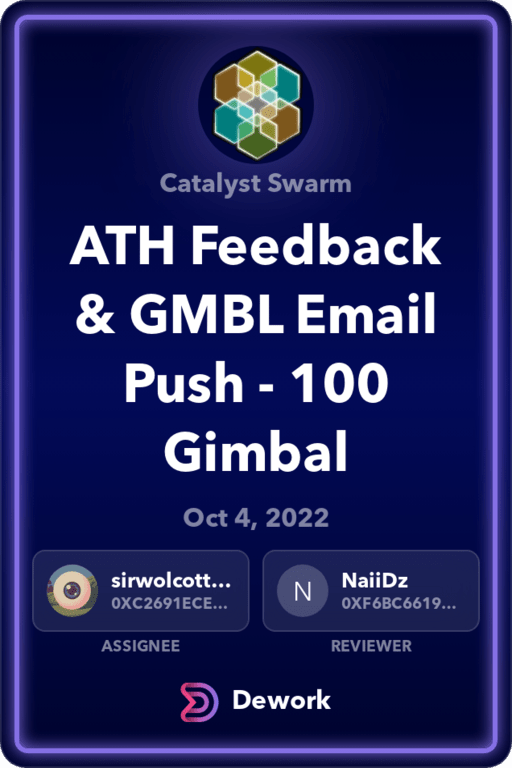 Catalyst Swarm
ATH Feedback
& GMBL Email
Push - 100
Gimbal
Oct 4, 2022
sirwolcott...
0XC2691ECE...
N
NaiiDz
0XF6BC6619...
ASSIGNEE
REVIEWER
Dework